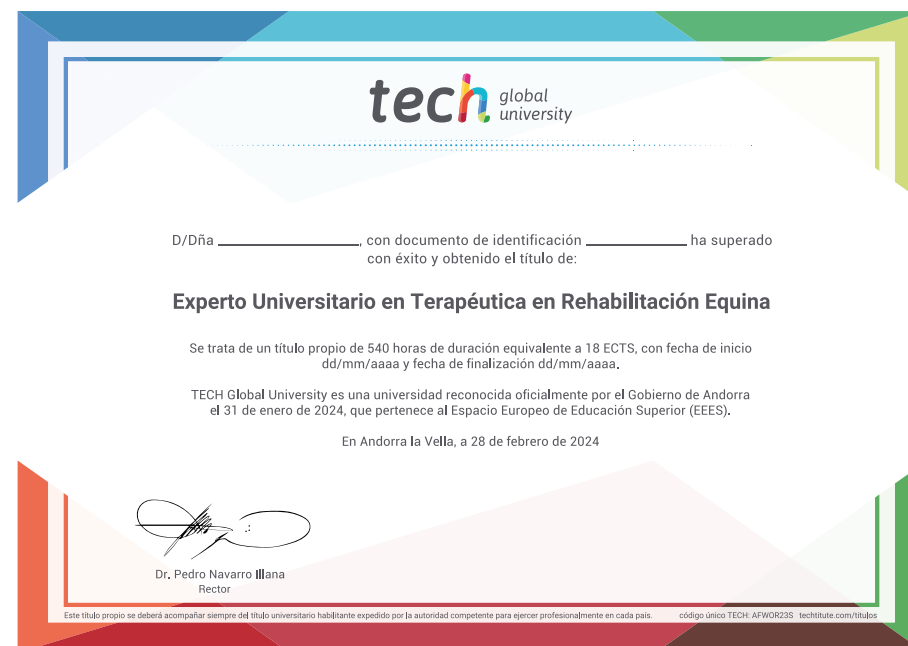 tech global university
D/Dña ____________________, con documento de identificación ______________ ha superado
con éxito y obtenido el título de:
Experto Universitario en Terapéutica en Rehabilitación Equina
Se trata de un título propio de 540 horas de duración equivalente a 18 ECTS, con fecha de inicio
dd/mm/aaaa y fecha de finalización dd/mm/aaaa.
TECH Global University es una universidad reconocida oficialmente por el Gobierno de Andorra
el 31 de enero de 2024, que pertenece al Espacio Europeo de Educación Superior (EEES).
En Andorra la Vella, a 28 de febrero de 2024
Dr. Pedro Navarro Illana
Rector
Este título propio se deberá acompañar siempre del título universitario habilitante expedido por la autoridad competente para ejercer profesionalmente en cada país. código único TECH: AFWOR23S techtitute.com/titulos